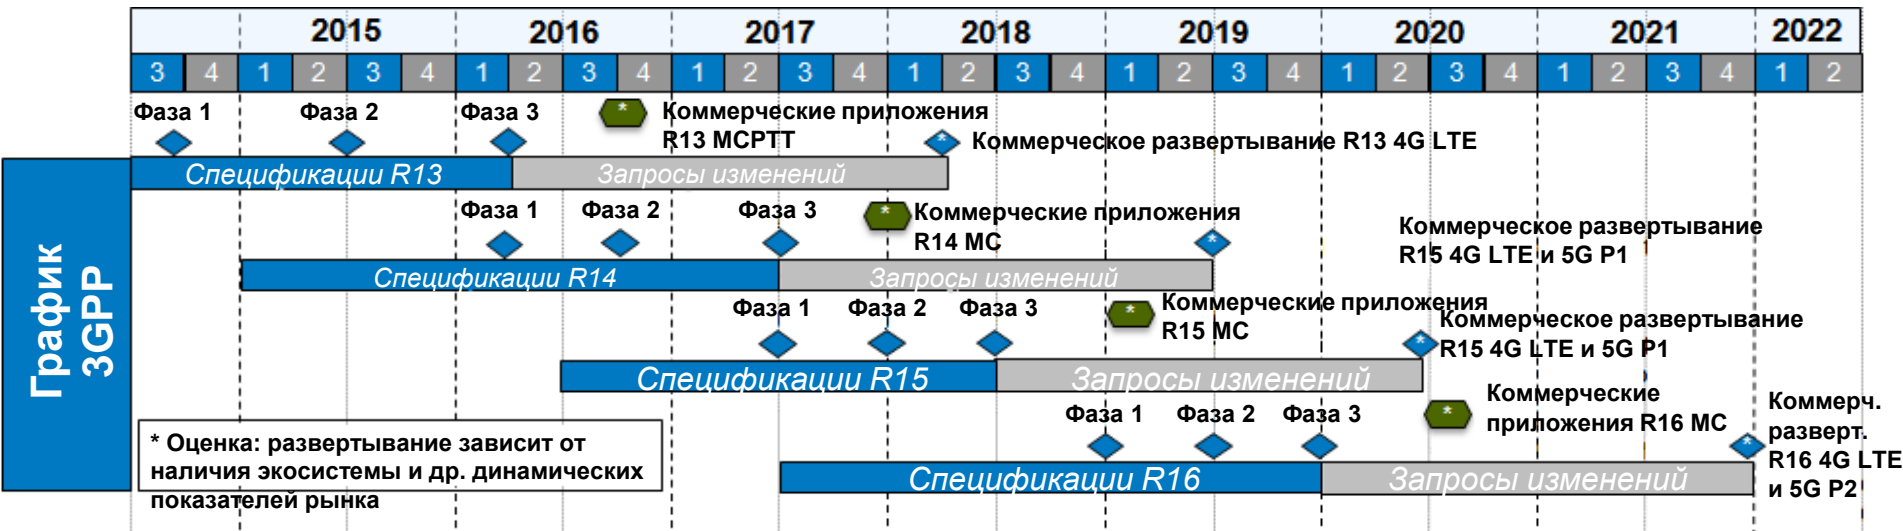 2015 2016 2017 2018 2019 2020 2021 2022
3 4 1 2 3 4 1 2 3 4 1 2 3 4 1 2 3 4 1 2 3 4 1 2 3 4 1 2 3 4 1 2
Фаза 1 Фаза 2 Фаза 3
* Коммерческие приложения
R13 MCPTT
* Коммерческое развертывание R13 4G LTE
Спецификации R13 Запросы изменений
График
3GPP
Фаза 1 Фаза 2 Фаза 3
* Коммерческие приложения
R14 MC
*
Коммерческое развертывание
R15 4G LTE и 5G P1
Спецификации R14 Запросы изменений
Фаза 1 Фаза 2 Фаза 3
* Коммерческие приложения
R15 MC
* Коммерческое развертывание
R15 4G LTE и 5G P1
Спецификации R15 Запросы изменений
Фаза 1 Фаза 2 Фаза 3
* Коммерческие
приложения R16 MC
* Коммерч.
разверт.
R16 4G LTE
и 5G P2
Спецификации R16 Запросы изменений
* Оценка: развертывание зависит от
наличия экосистемы и др. динамических
показателей рынка